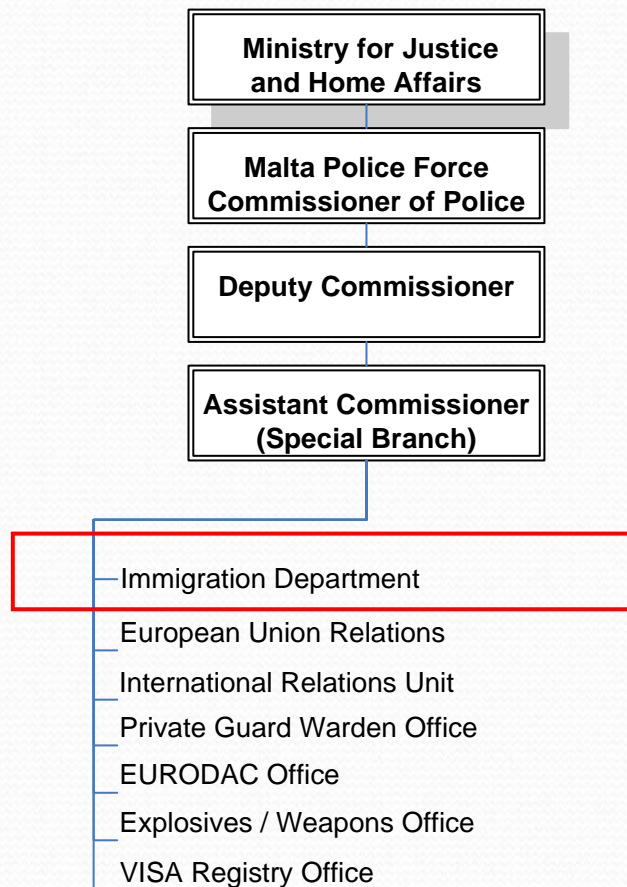 Ministry for Justice
and Home Affairs
Malta Police Force
Commissioner of Police
Deputy Commissioner
Assistant Commissioner
(Special Branch)
Immigration Department
European Union Relations
International Relations Unit
Private Guard Warden Office
EURODAC Office
Explosives / Weapons Office
VISA Registry Office